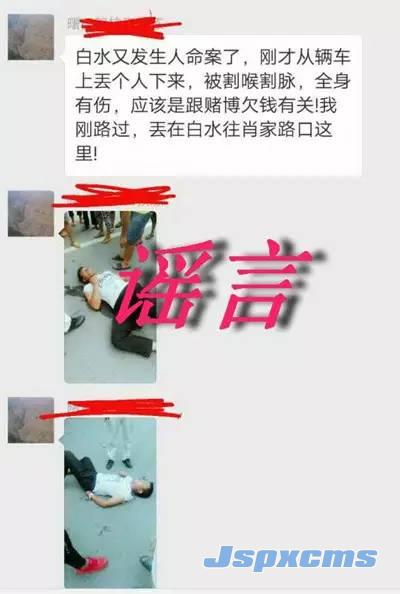 白水又发生人命案了，刚才从辆车
上丢个人下来，被割喉割脉，全身
有伤，应该是跟赌博欠钱有关!我
刚路过，丢在白水往肖家路口这
里!
谣言
Jspxcms